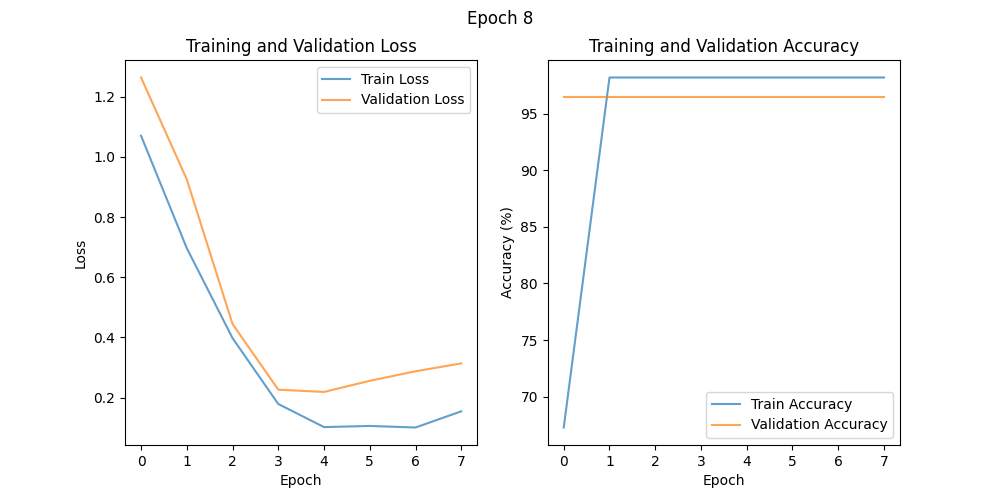 Epoch 8
Training and Validation Loss
Train Loss
Validation Loss
1.2
1.0
0.8
0.6
0.4
0.2
Loss
0 1 2 3 4 5 6 7
Epoch
Training and Validation Accuracy
95
90
85
80
75
70
Accuracy (%)
Train Accuracy
Validation Accuracy
0 1 2 3 4 5 6 7
Epoch